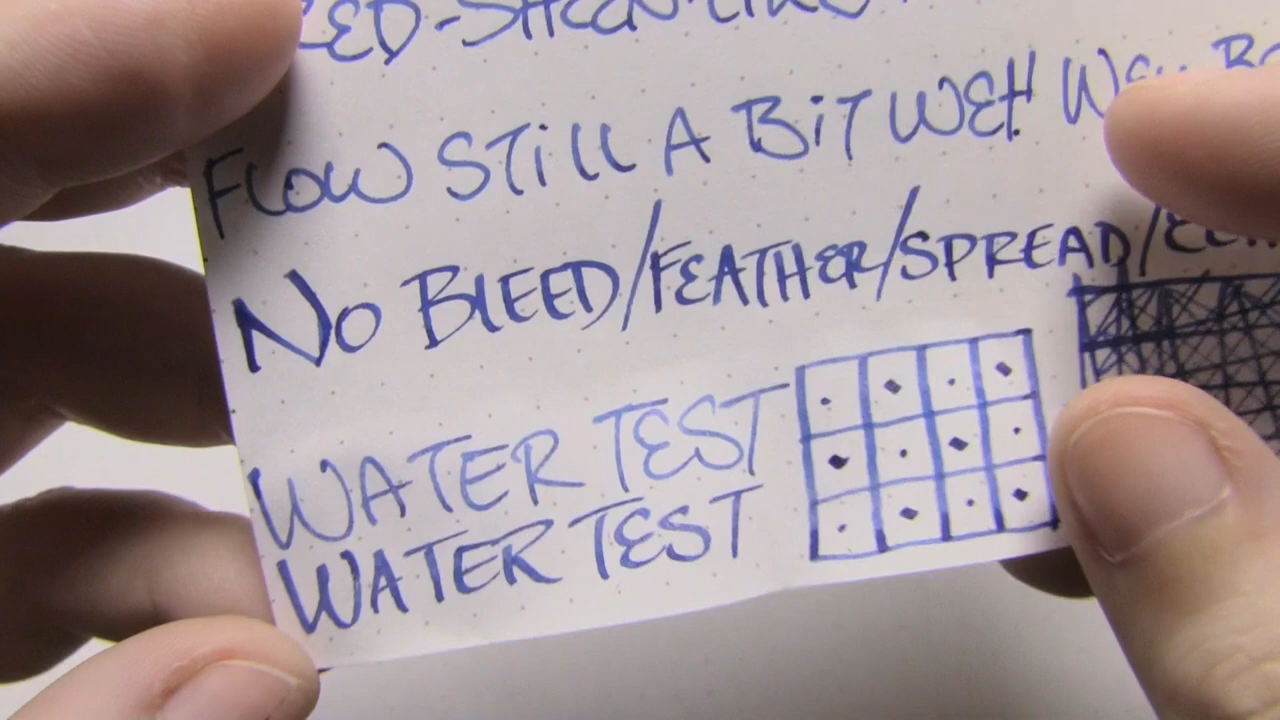 FLOW STiLL A BiT WET! WELL
NO BLEED/FEATHER/SPREAD/
WATER TEST
WATER TEST